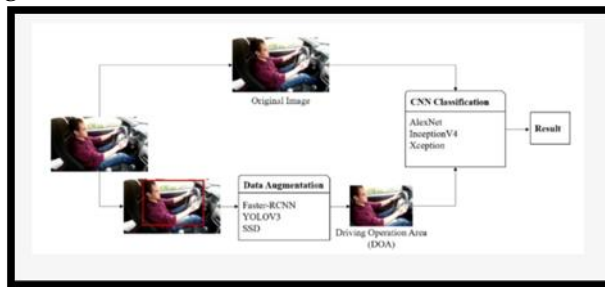 Original Image
CNN Classification
AlexNet
InceptionV4
Xception
Result
Data Augmentation
Faster-RCNN
YOLOV3
SSD
Driving Operation Area
(DOA)